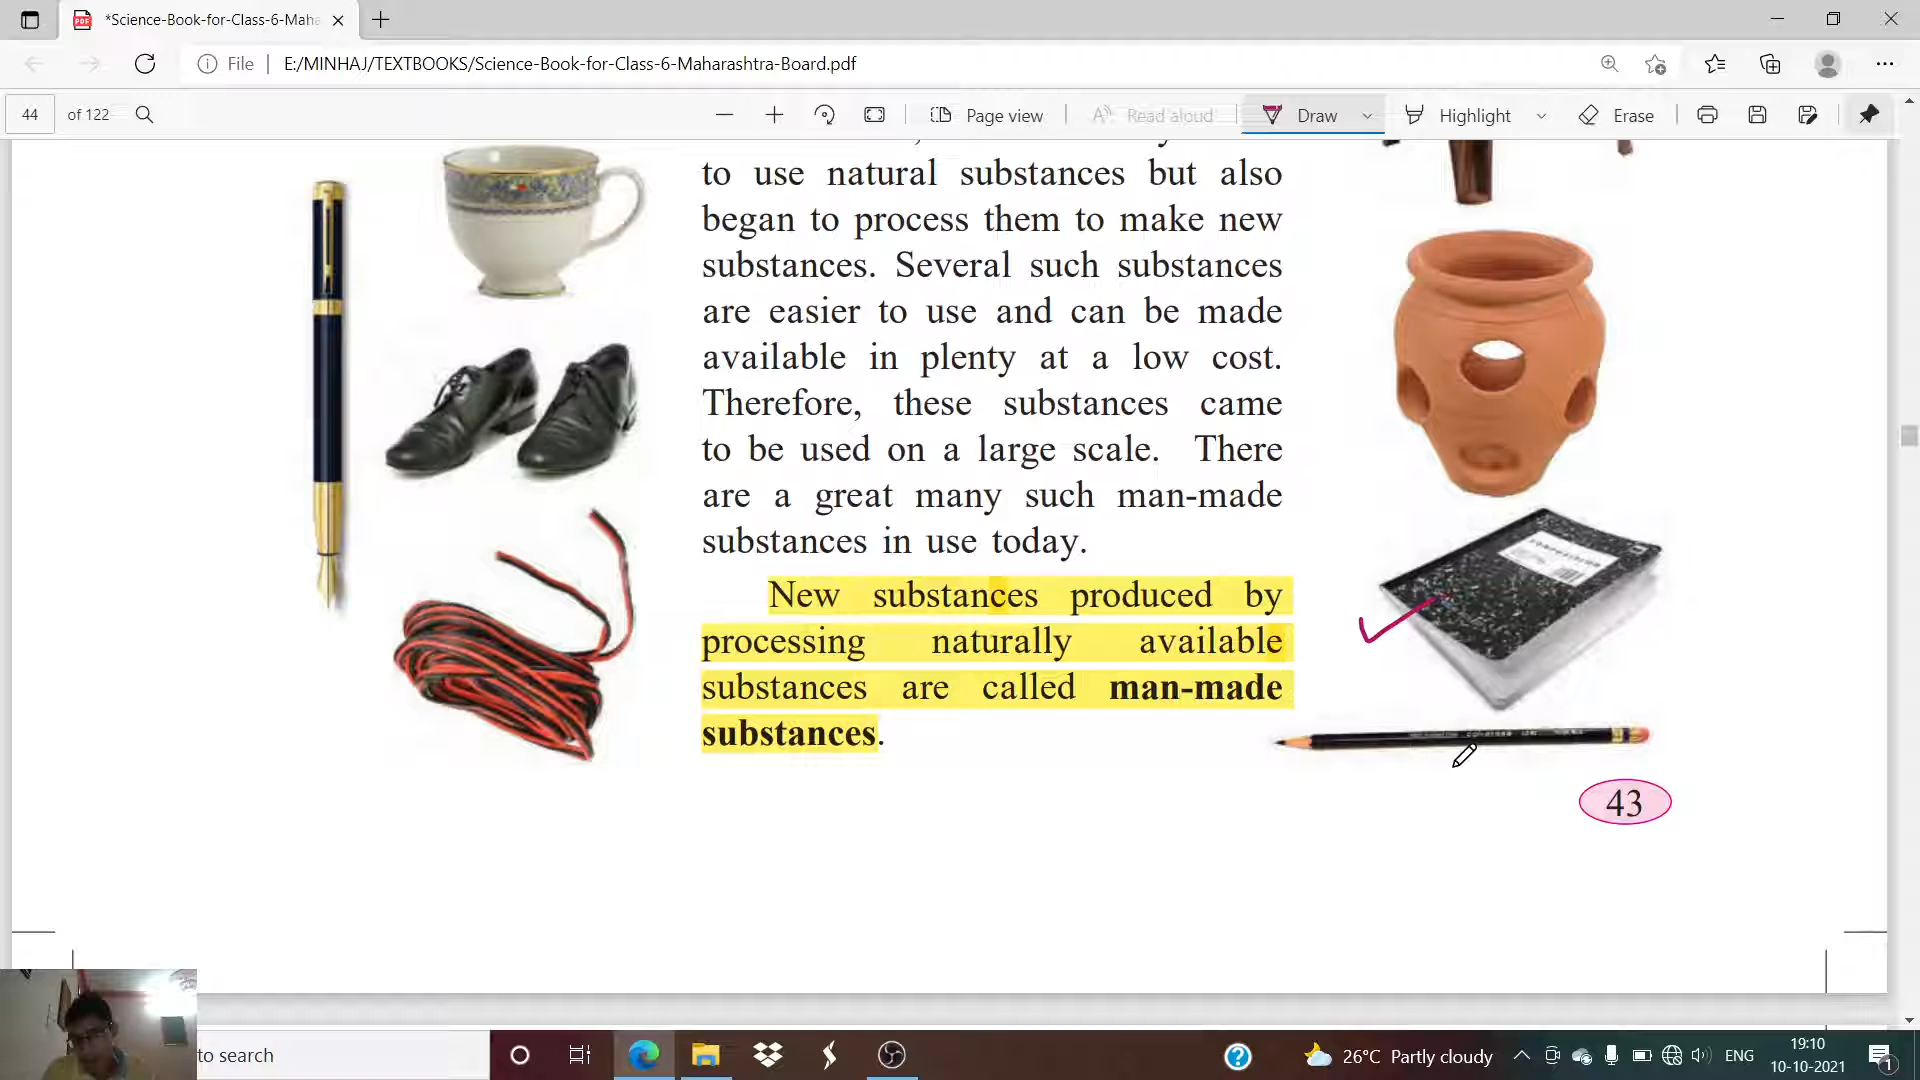 *Science-Book-for-Class-6-Maha
File
E:/MINHAJ/TEXTBOOKS/Science-Book-for-Class-6-Maharashtra-Board.pdf
44 of 122
Page view
Read aloud
Draw
Highlight
Erase
to use natural substances but also
began to process them to make new
substances. Several such substances
are easier to use and can be made
available in plenty at a low cost.
Therefore, these substances came
to be used on a large scale. There
are a great many such man-made
substances in use today.
New substances produced by
processing naturally available
substances are called man-made
substances.
43
to search
26°C Partly cloudy
ENG
19:10
10-10-2021
1